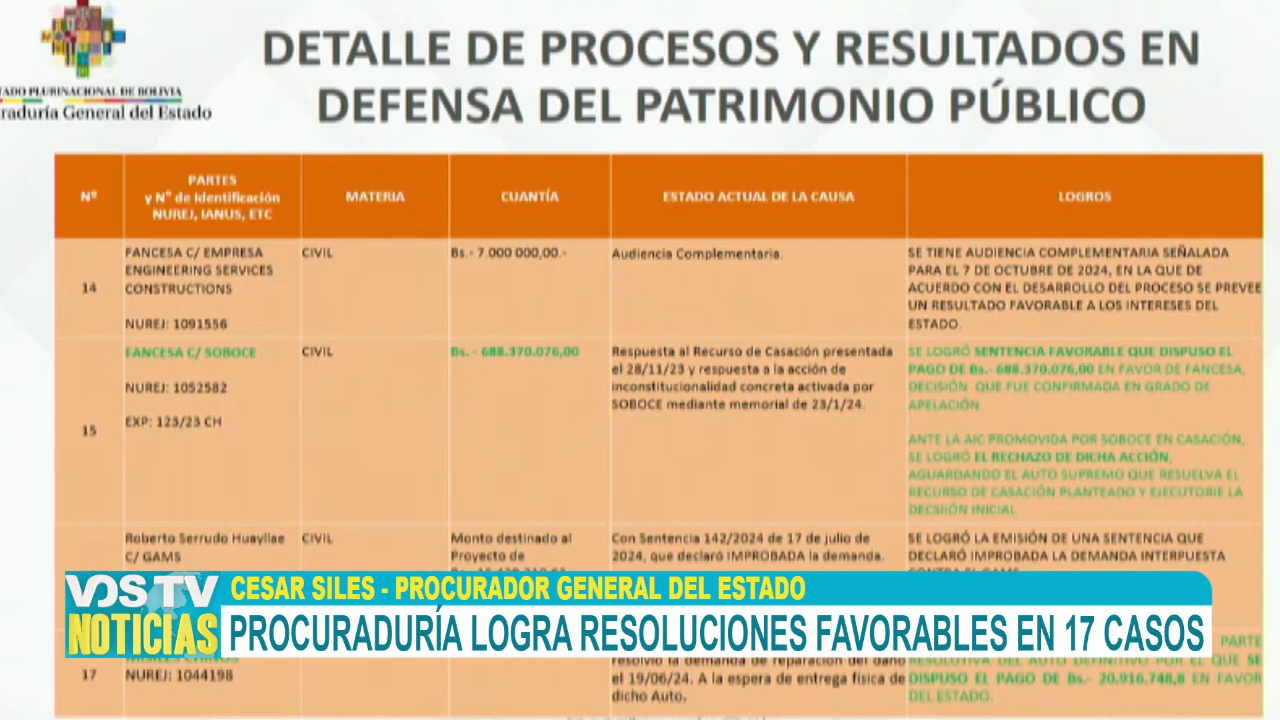 DETALLE DE PROCESOS Y RESULTADOS EN
DEFENSA DEL PATRIMONIO PÚBLICO
TADO PLURINACIONAL DE BOLIVIA
raduría General del Estado
Nº
PARTES
y N° de Identificación
NUREJ, IANUS, ETC
MATERIA
CUANTÍA
ESTADO ACTUAL DE LA CAUSA
LOGROS
14
FANCESA C/ EMPRESA
ENGINEERING SERVICES
CONSTRUCTIONS
NUREJ: 1091556
CIVIL
Bs.- 7.000 000,00.-
Audiencia Complementaria.
SE TIENE AUDIENCIA COMPLEMENTARIA SEÑALADA
PARA EL 7 DE OCTUBRE DE 2024, EN LA QUE DE
ACUERDO CON EL DESARROLLO DEL PROCESO SE PREVEE
UN RESULTADO FAVORABLE A LOS INTERESES DEL
ESTADO.
15
FANCESA C/ SOBOCE
NUREJ: 1052582
EXP: 123/23 CH
CIVIL
Bs. - 688.370.076,00
Respuesta al Recurso de Casación presentada
el 28/11/23 y respuesta a la acción de
inconstitucionalidad concreta activada por
SOBOCE mediante memorial de 23/1/24.
SE LOGRÓ SENTENCIA FAVORABLE QUE DISPUSO EL
PAGO DE Bs.- 688.370.076,00 EN FAVOR DE FANCESA,
DECISIÓN QUE FUE CONFIRMADA EN GRADO DE
APELACIÓN.
ANTE LA AIC PROMOVIDA POR SOBOCE EN CASACIÓN,
SE LOGRÓ EL RECHAZO DE DICHA ACCIÓN,
AGUARDANDO EL AUTO SUPREMO QUE RESUELVA EL
RECURSO DE CASACIÓN PLANTEADO Y EJECUTORIE LA
DECSIIÓN INICIAL.
Roberto Serrudo Huayllae
C/ GAMS
CIVIL
Monto destinado al
Proyecto de
Con Sentencia 142/2024 de 17 de julio de
2024, que declaró IMPROBADA la demanda.
SE LOGRÓ LA EMISIÓN DE UNA SENTENCIA QUE
DECLARÓ IMPROBADA LA DEMANDA INTERPUESTA
VOSTV
NOTICIAS
CESAR SILES - PROCURADOR GENERAL DEL ESTADO
PROCURADURÍA LOGRA RESOLUCIONES FAVORABLES EN 17 CASOS
17
NUREJ: 1044198
resolvió la demanda de reparación del daño
el 19/06/24. A la espera de entrega física de
dicho Auto.
PARTE
RESOLUTIVA DEL AUTO DEFINITIVO POR EL QUE SE
DISPUSO EL PAGO DE Bs.- 20.916.748,8 EN FAVOR
DEL ESTADO.